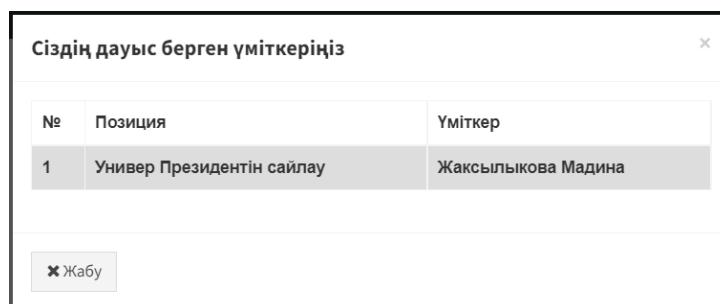 Сіздің дауыс берген үміткеріңіз ×
№ Позиция Үміткер
1 Универ Президентін сайлау Жаксылыкова Мадина
✖ Жабу